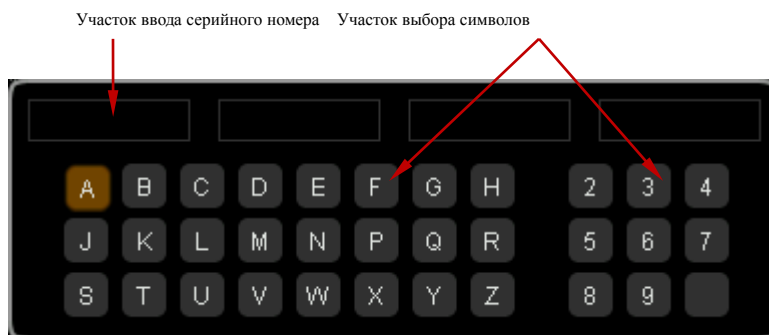 Участок ввода серийного номера Участок выбора символов
A B C D E F G H 2 3 4
J K L M N P Q R 5 6 7
S T U V W X Y Z 8 9